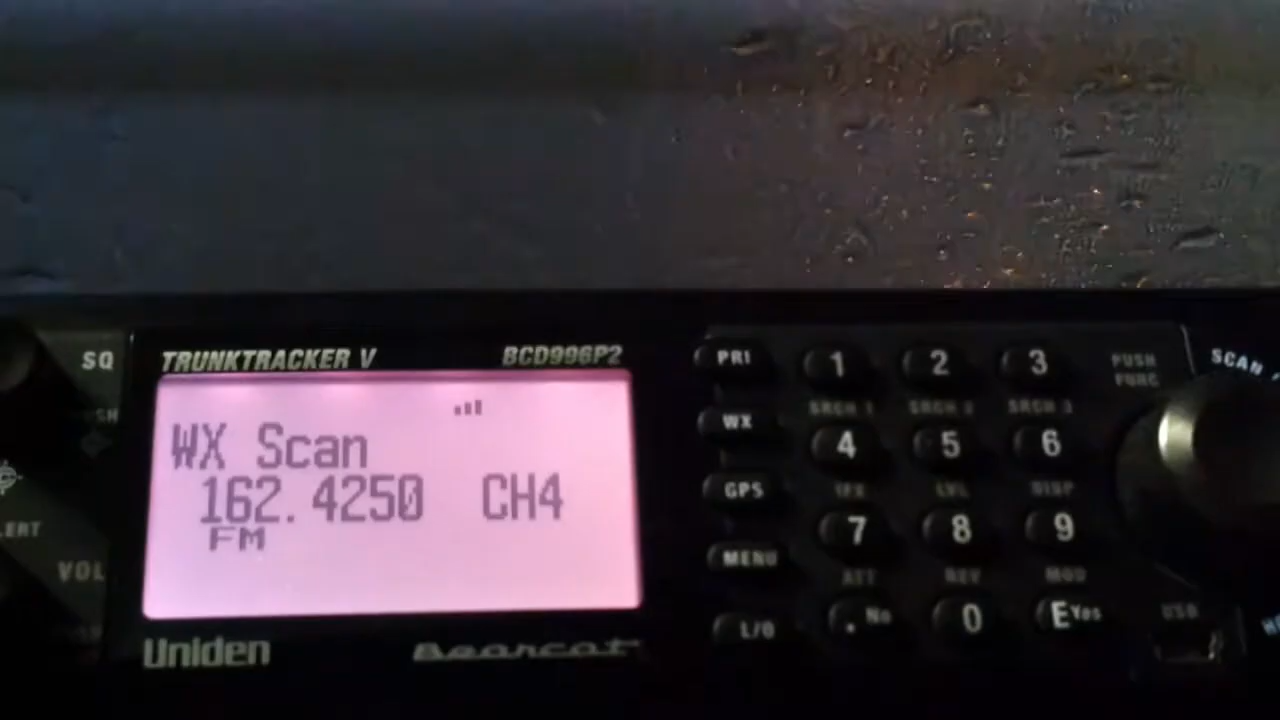 SQ
TRUNKTRACKER V
BCD996P2
WX Scan
162.4250 CH4
FM
Uniden
Bearcat
VOL
PRI
WX
GPS
MENU
L/O
1 2 3
SRCH 1 SRCH 2 SRCH 3
4 5 6
IFX LVL DISP
7 8 9
ATT REV MOD
. No 0 E Yes
PUSH
FUNC
SCAN
USB